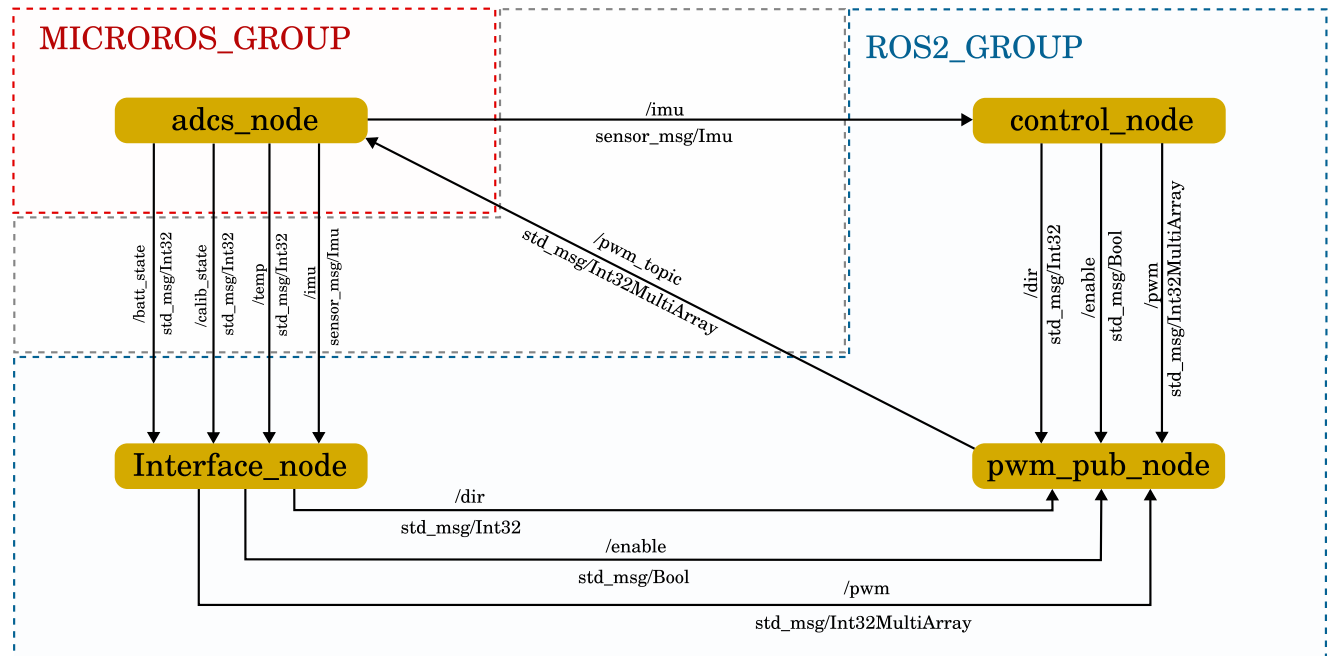 MICROROS_GROUP
ROS2_GROUP
adcs_node
/imu
sensor_msg/Imu
control_node
/batt_state
std_msg/Int32
/calib_state
std_msg/Int32
/temp
std_msg/Int32
/imu
sensor_msg/Imu
/pwm_topic
std_msg/Int32MultiArray
/dir
std_msg/Int32
/enable
std_msg/Bool
/pwm
std_msg/Int32MultiArray
Interface_node
pwm_pub_node
/dir
std_msg/Int32
/enable
std_msg/Bool
/pwm
std_msg/Int32MultiArray